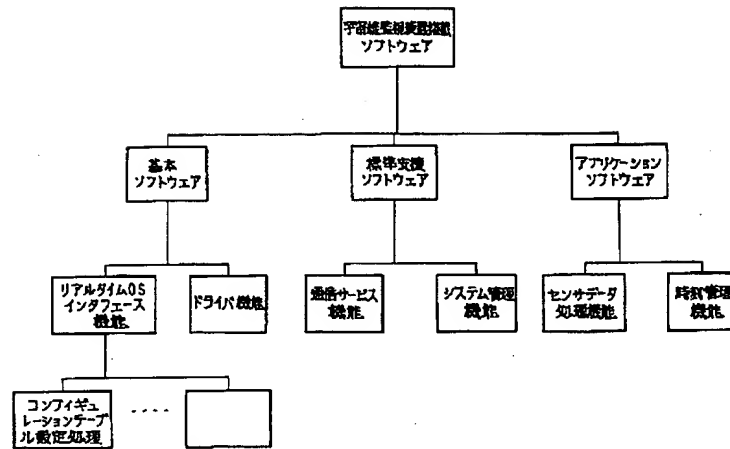 宇宙域監視装置搭載
ソフトウェア
基本
ソフトウェア
標準支援
ソフトウェア
アプリケーション
ソフトウェア
リアルタイムOS
インタフェース
機能
ドライバ機能
通信サービス
機能
システム管理
機能
センサデータ
処理機能
時刻管理
機能
コンフィギュ
レーションテーブ
ル設定処理
....